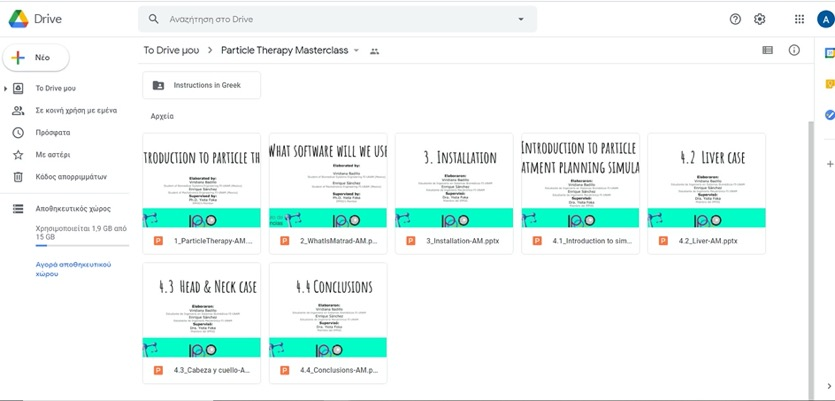 Drive
Αναζήτηση στο Drive
A
Νέο
Το Drive μου
Particle Therapy Masterclass
Το Drive μου
Σε κοινή χρήση με εμένα
Πρόσφατα
Με αστέρι
Κάδος απορριμμάτων
Αποθηκευτικός χώρος
Χρησιμοποιείται 1,9 GB από
15 GB
Αγορά αποθηκευτικού
χώρου
Instructions in Greek
Αρχεία
TRODUCTION TO PARTICLE TH
1_ParticleTherapy-AM....
WHAT SOFTWARE WILL WE USE
2_WhatIsMatrad-AM.p...
3. INSTALLATION
3_Installation-AM.pptx
INTRODUCTION TO PARTICLE
ATMENT PLANNING SIMULA
4.1_Introduction to sim...
4.2 LIVER CASE
4.2_Liver-AM.pptx
4.3 HEAD & NECK CASE
4.3_Cabeza y cuello-A...
4.4 CONCLUSIONS
4.4_Conclusions-AM.p...